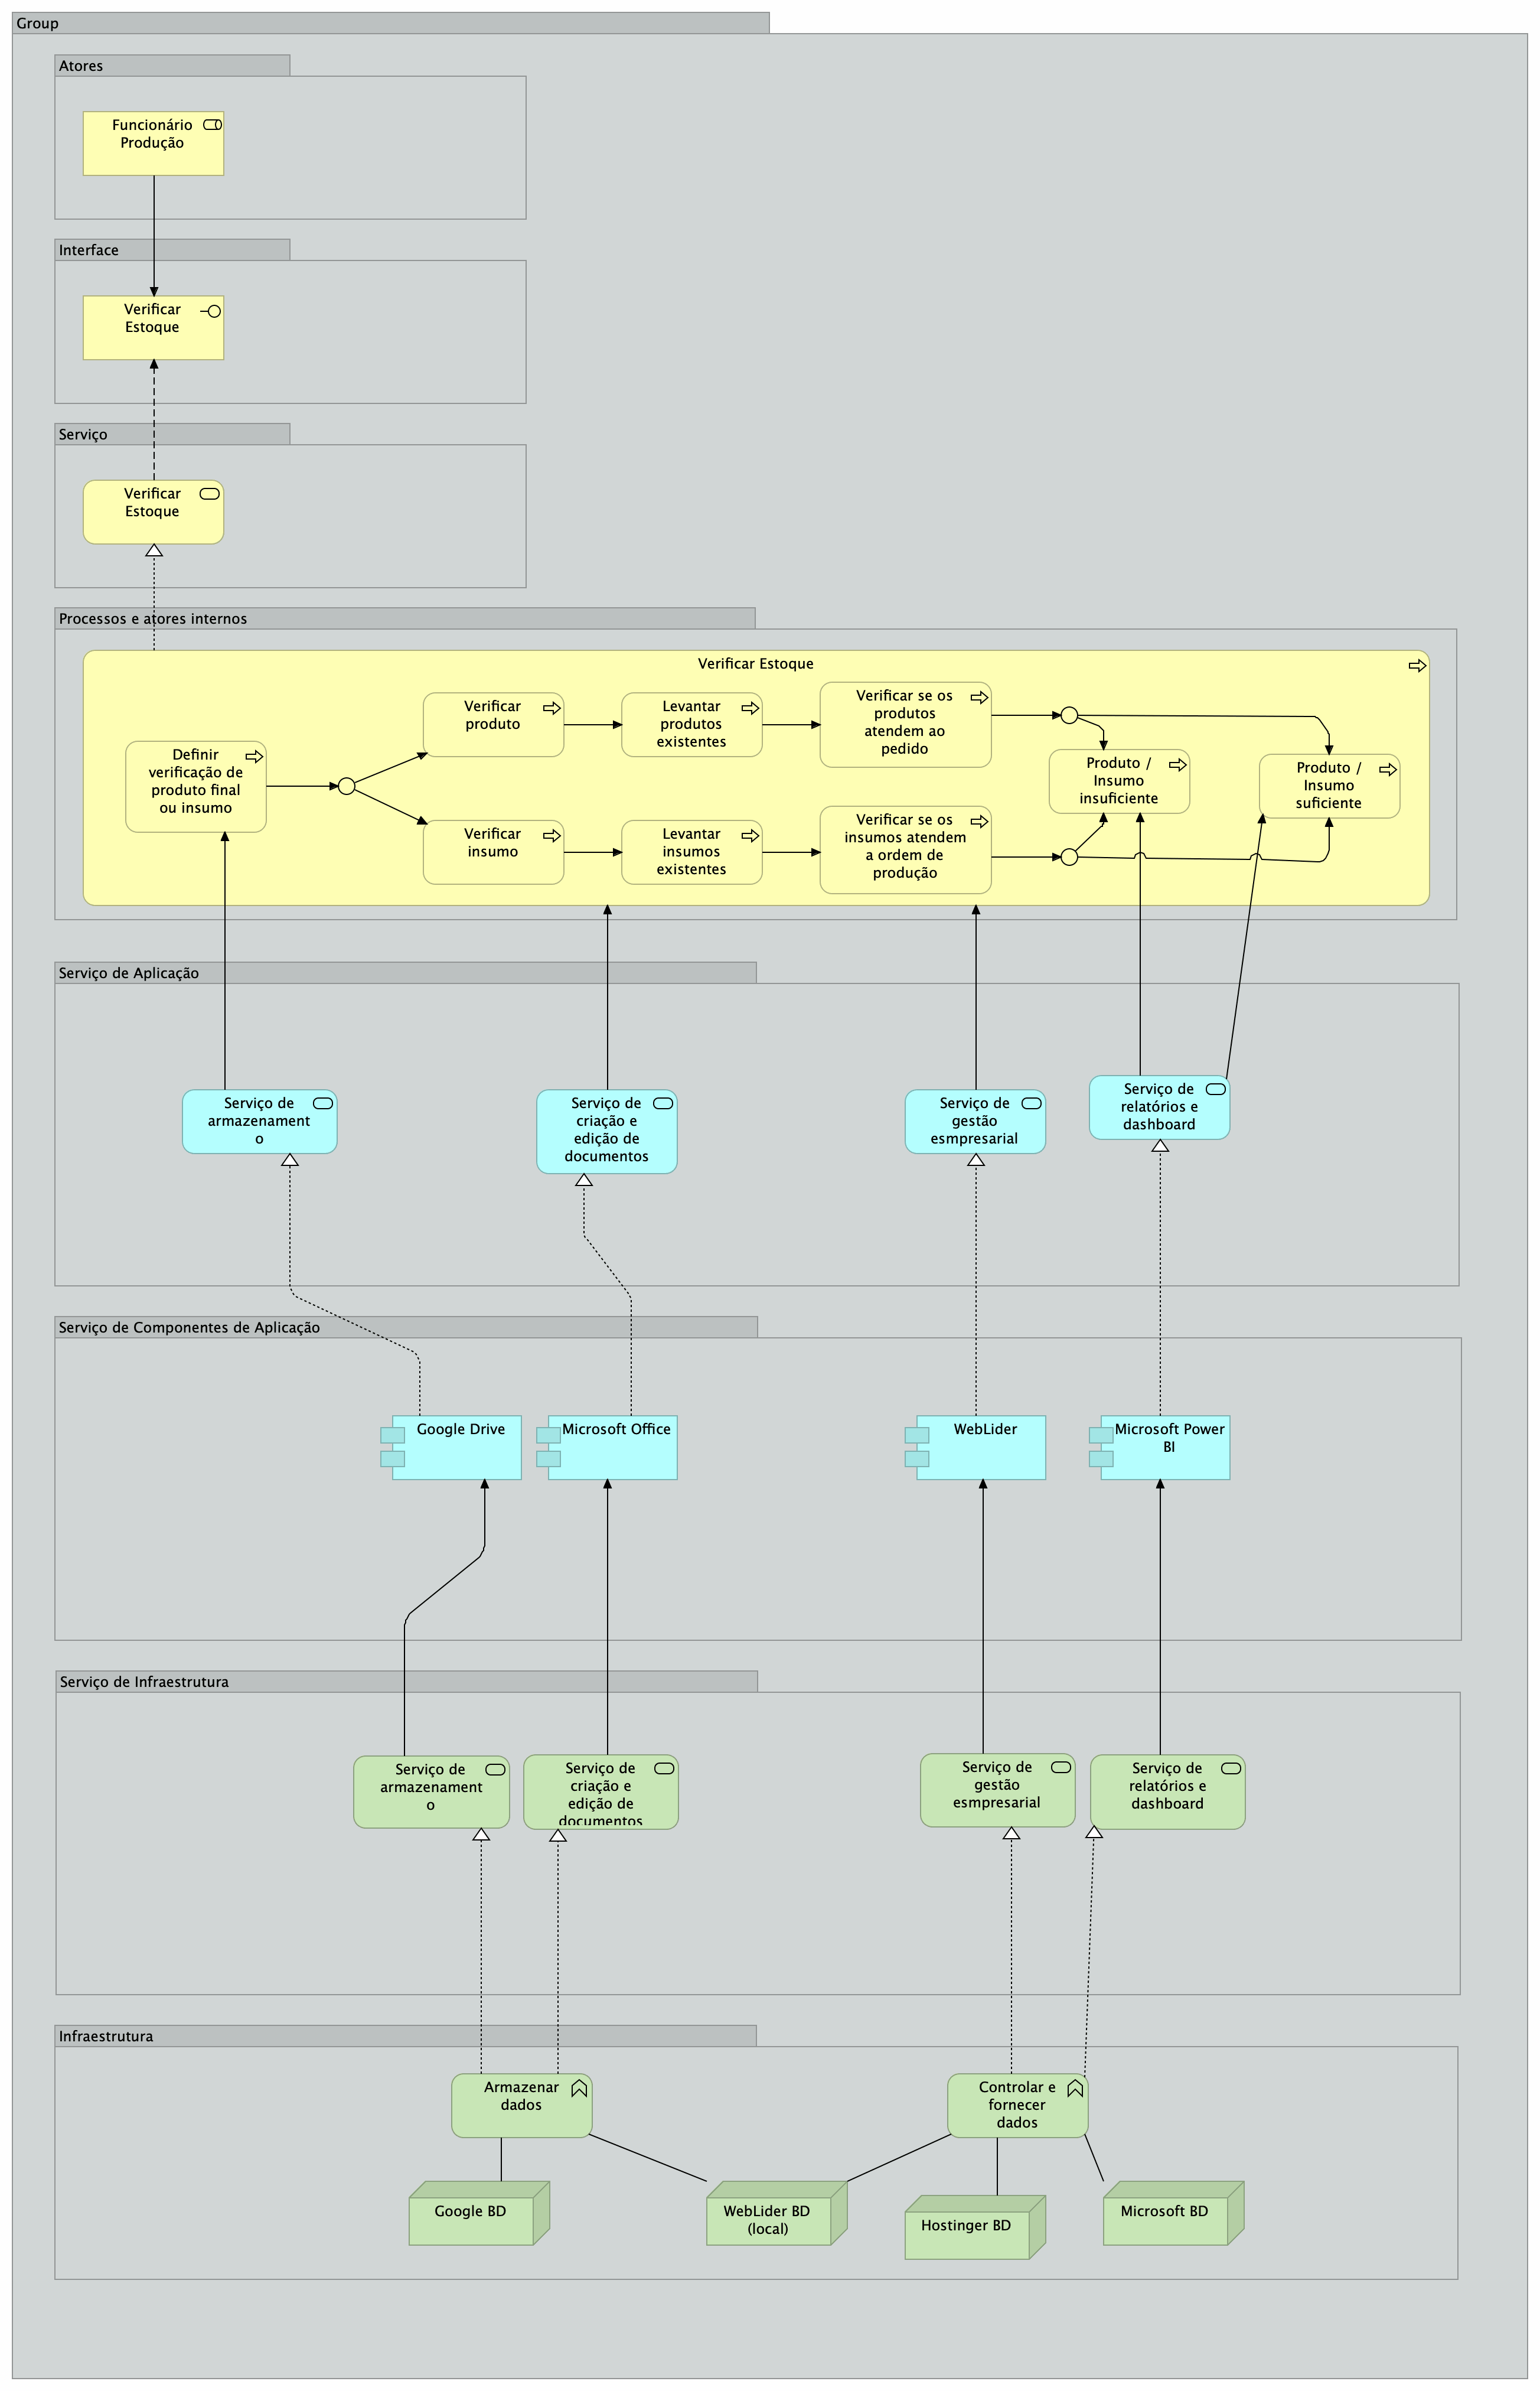 Group
Atores
Funcionário
Produção
Interface
Verificar
Estoque
Serviço
Verificar
Estoque
Processos e atores internos
Verificar Estoque
Definir
verificação de
produto final
ou insumo
Verificar
produto
Levantar
produtos
existentes
Verificar se os
produtos
atendem ao
pedido
Verificar
insumo
Levantar
insumos
existentes
Verificar se os
insumos atendem
a ordem de
produção
Produto /
Insumo
insuficiente
Produto /
Insumo
suficiente
Serviço de Aplicação
Serviço de
armazenament
o
Serviço de
criação e
edição de
documentos
Serviço de
gestão
esmpresarial
Serviço de
relatórios e
dashboard
Serviço de Componentes de Aplicação
Google Drive
Microsoft Office
WebLider
Microsoft Power
BI
Serviço de Infraestrutura
Serviço de
armazenament
o
Serviço de
criação e
edição de
documentos
Serviço de
gestão
esmpresarial
Serviço de
relatórios e
dashboard
Infraestrutura
Armazenar
dados
Controlar e
fornecer
dados
Google BD
WebLider BD
(local)
Hostinger BD
Microsoft BD